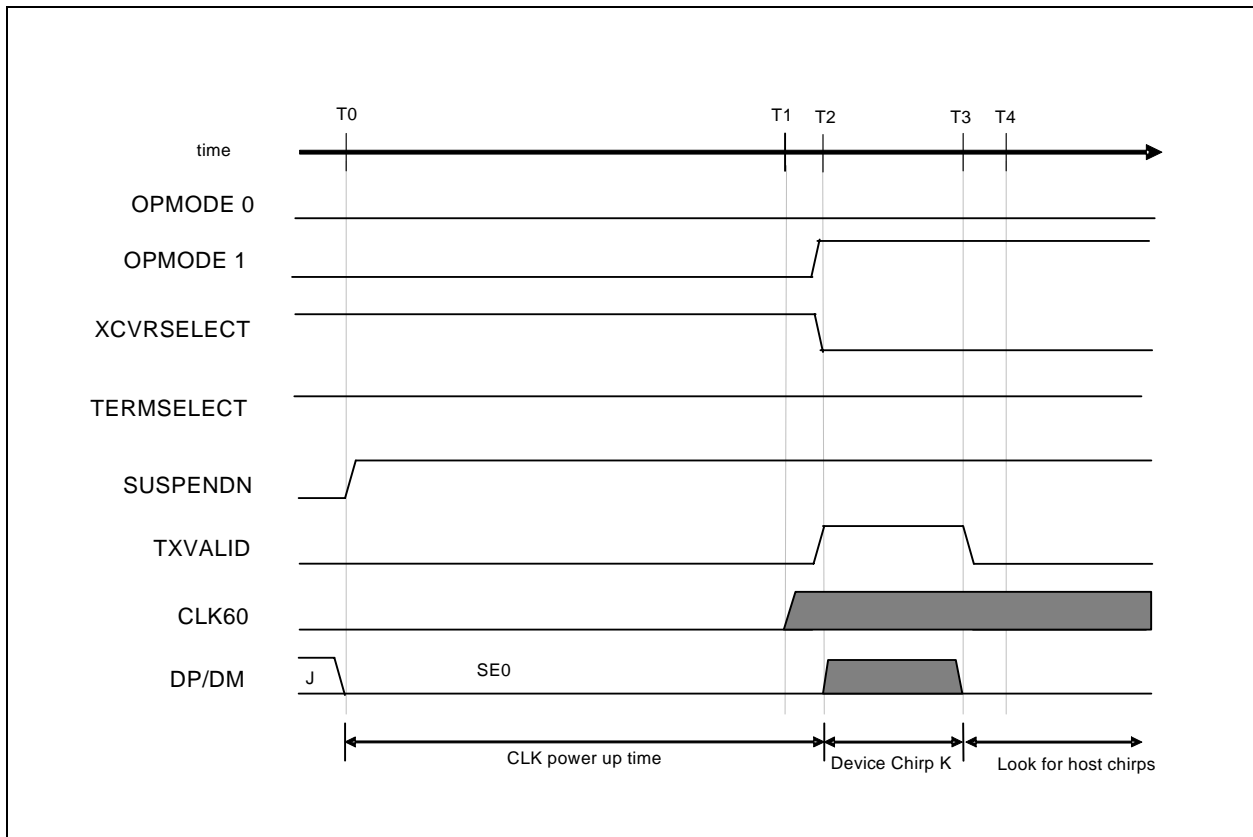 T0
T1
T2
T3
T4
time
OPMODE 0
OPMODE 1
XCVRSELECT
TERMSELECT
SUSPENDN
TXVALID
CLK60
DP/DM
J
SE0
CLK power up time
Device Chirp K
Look for host chirps